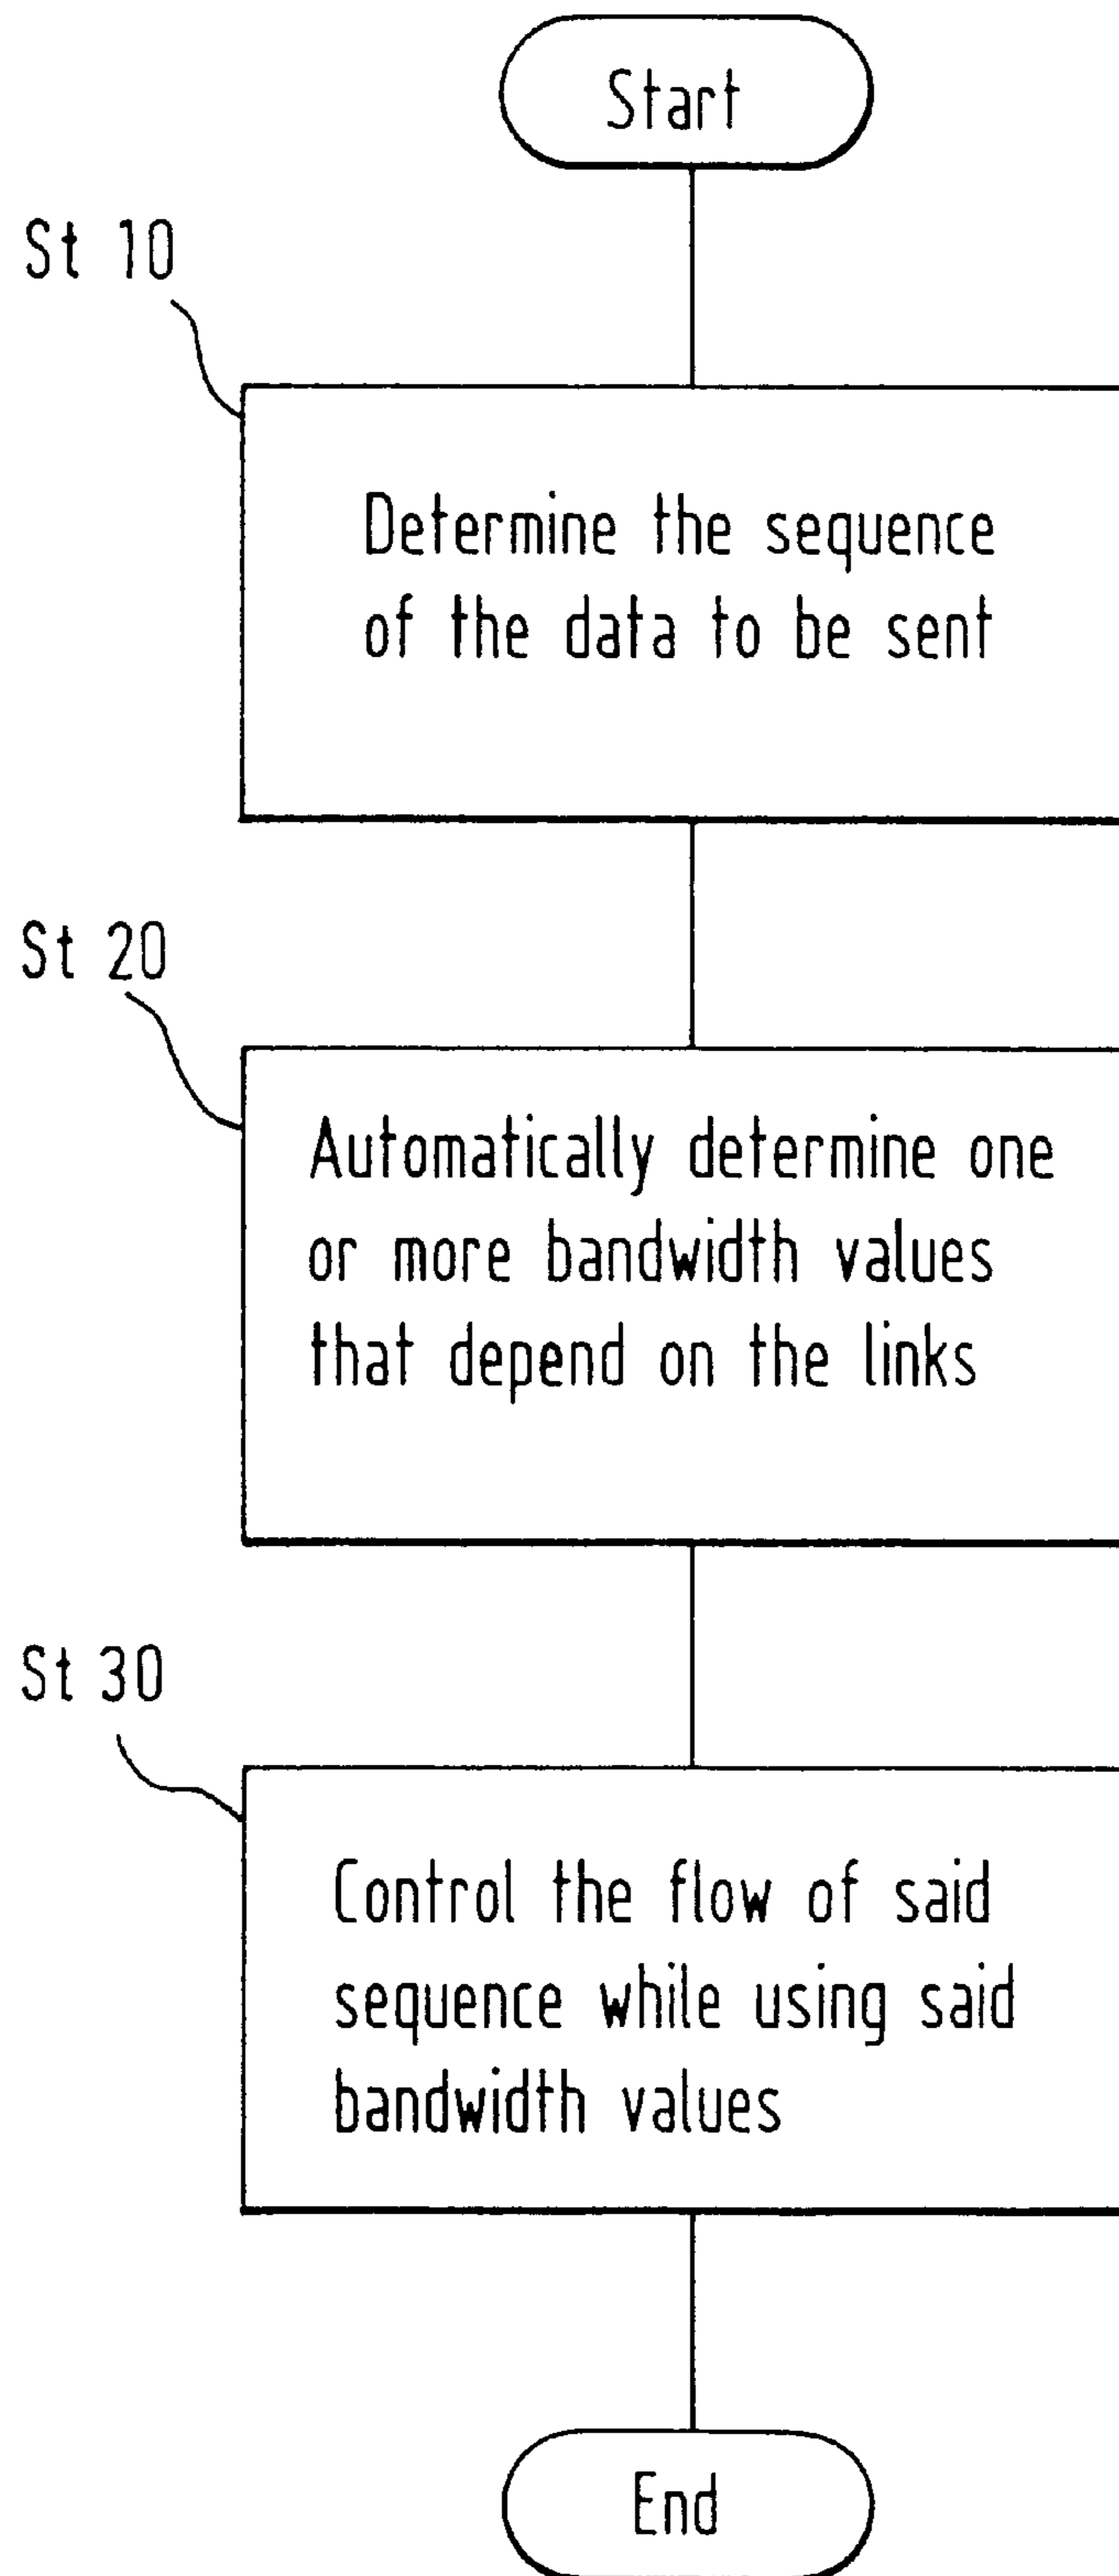 Start
St 10
Determine the sequence
of the data to be sent
St 20
Automatically determine one
or more bandwidth values
that depend on the links
St 30
Control the flow of said
sequence while using said
bandwidth values
End